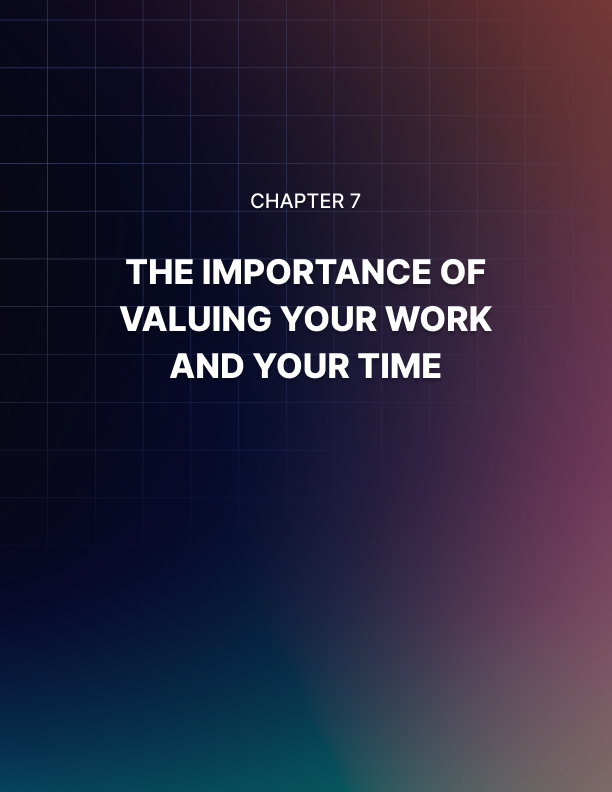 CHAPTER 7
THE IMPORTANCE OF
VALUING YOUR WORK
AND YOUR TIME